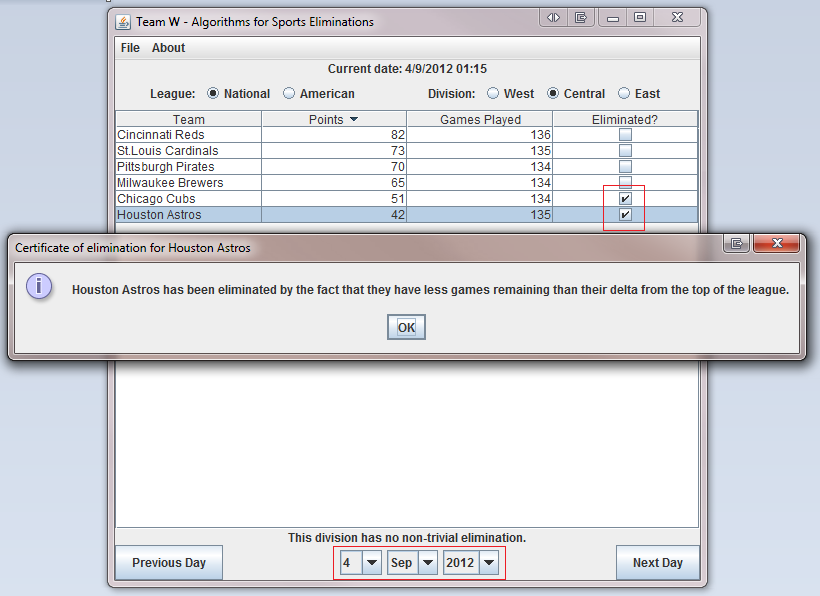 Team W - Algorithms for Sports Eliminations
File About
Current date: 4/9/2012 01:15
League: National American Division: West Central East
Team Points Games Played Eliminated?
Cincinnati Reds 82 136
St.Louis Cardinals 73 135
Pittsburgh Pirates 70 134
Milwaukee Brewers 65 134
Chicago Cubs 51 134
Houston Astros 42 135
Certificate of elimination for Houston Astros
Houston Astros has been eliminated by the fact that they have less games remaining than their delta from the top of the league.
OK
This division has no non-trivial elimination.
Previous Day 4 Sep 2012 Next Day